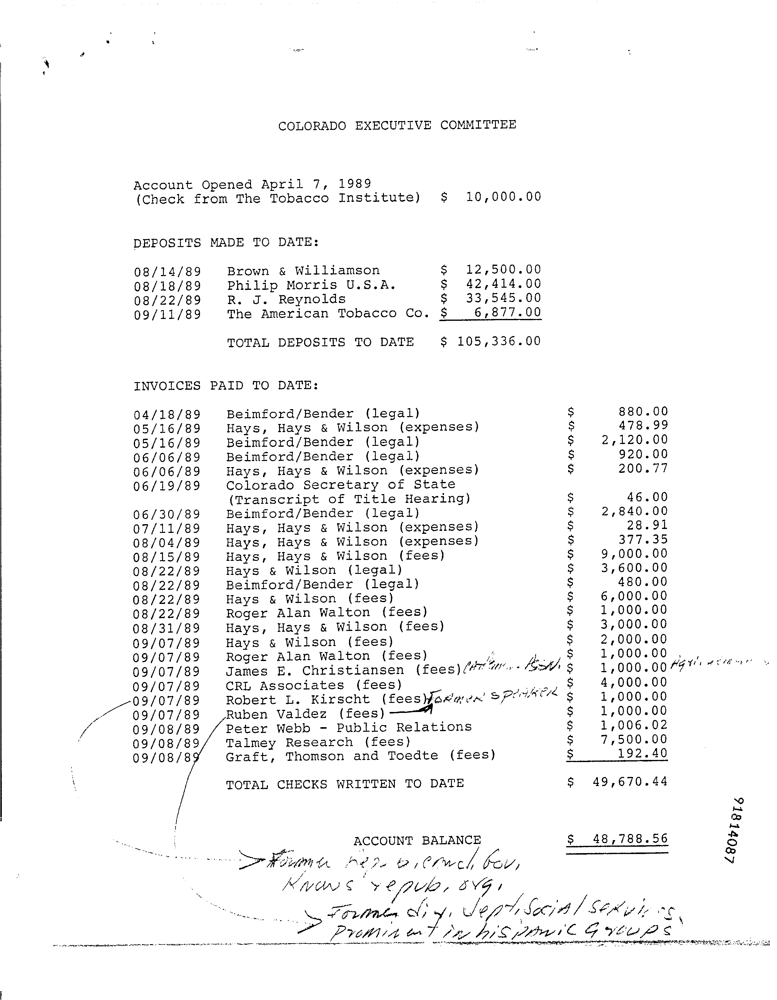 COLORADO EXECUTIVE COMMITTEE
Account Opened April 7, 1989
(Check from The Tobacco Institute) $ 10,000.00
DEPOSITS MADE TO DATE:
08/14/89 Brown & Williamson $ 12,500.00
08/18/89 Philip Morris U.S.A. $ 42,414.00
08/22/89 R. J. Reynolds $ 33,545.00
09/11/89 The American Tobacco Co. $ 6,877.00
TOTAL DEPOSITS TO DATE $ 105,336.00
INVOICES PAID TO DATE:
04/18/89 Beimford/Bender (legal) $ 880.00
05/16/89 Hays, Hays & Wilson (expenses) $ 478.99
05/16/89 Beimford/Bender (legal) $ 2,120.00
06/06/89 Beimford/Bender (legal) $ 920.00
06/06/89 Hays, Hays & Wilson (expenses) $ 200.77
06/19/89 Colorado Secretary of State
(Transcript of Title Hearing) $ 46.00
06/30/89 Beimford/Bender (legal) $ 2,840.00
07/11/89 Hays, Hays & Wilson (expenses) $ 28.91
08/04/89 Hays, Hays & Wilson (expenses) $ 377.35
08/15/89 Hays, Hays & Wilson (fees) $ 9,000.00
08/22/89 Hays & Wilson (legal) $ 3,600.00
08/22/89 Beimford/Bender (legal) $ 480.00
08/22/89 Hays & Wilson (fees) $ 6,000.00
08/22/89 Roger Alan Walton (fees) $ 1,000.00
08/31/89 Hays, Hays & Wilson (fees) $ 3,000.00
09/07/89 Hays & Wilson (fees) $ 2,000.00
09/07/89 Roger Alan Walton (fees) $ 1,000.00
09/07/89 James E. Christiansen (fees) Assn. $ 1,000.00
09/07/89 CRL Associates (fees) $ 4,000.00
09/07/89 Robert L. Kirscht (fees) Former Speaker $ 1,000.00
09/07/89 Ruben Valdez (fees) $ 1,000.00
09/08/89 Peter Webb - Public Relations $ 1,006.02
09/08/89 Talmey Research (fees) $ 7,500.00
09/08/89 Graft, Thomson and Toedte (fees) $ 192.40
TOTAL CHECKS WRITTEN TO DATE $ 49,670.44
ACCOUNT BALANCE $ 48,788.56
Former Gov,
Knows repub. org.
Former dir. dept. Social Services,
Prominent in hispanic Groups
91814087